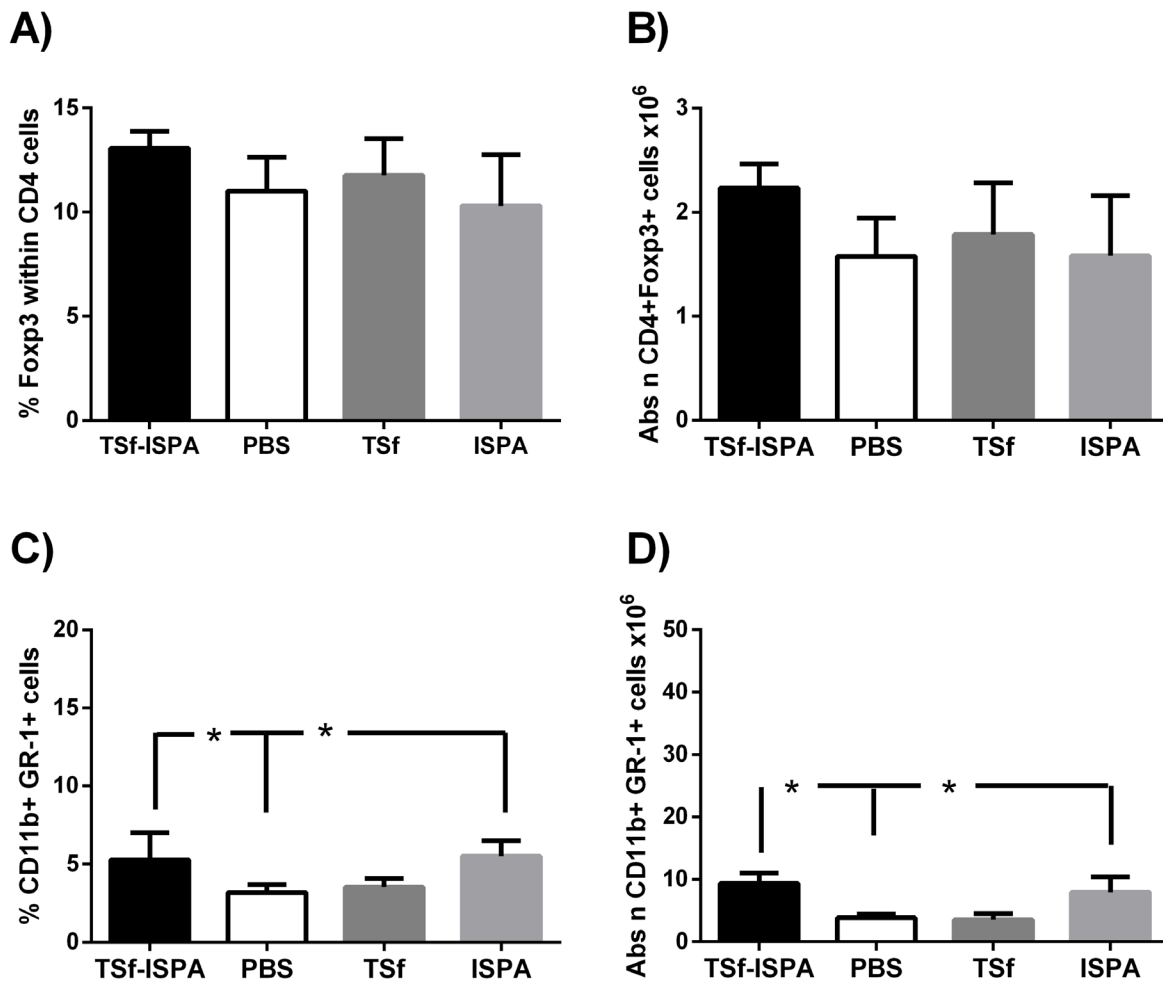 A)
% Foxp3 within CD4 cells
15
10
5
0
TSf-ISPA PBS TSf ISPA
B)
Abs n CD4+Foxp3+ cells x10⁶
3
2
1
0
TSf-ISPA PBS TSf ISPA
C)
% CD11b+ GR-1+ cells
20
15
10
5
0
* *
TSf-ISPA PBS TSf ISPA
D)
Abs n CD11b+ GR-1+ cells x10⁶
50
40
30
20
10
0
* *
TSf-ISPA PBS TSf ISPA